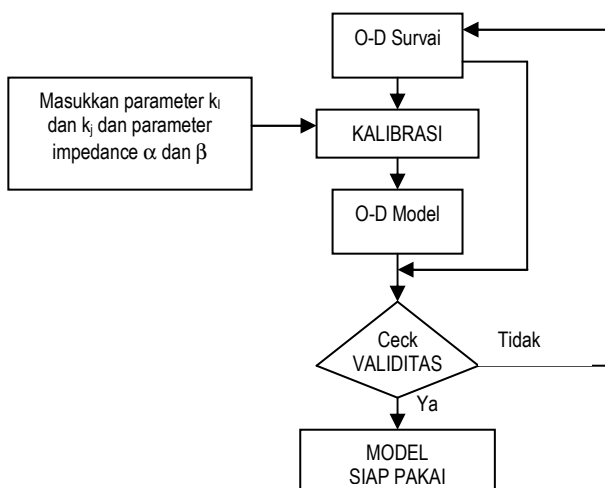 O-D Survai
Masukkan parameter kᵢ
dan kⱼ dan parameter
impedance α dan β
KALIBRASI
O-D Model
Ceck
VALIDITAS
Tidak
Ya
MODEL
SIAP PAKAI